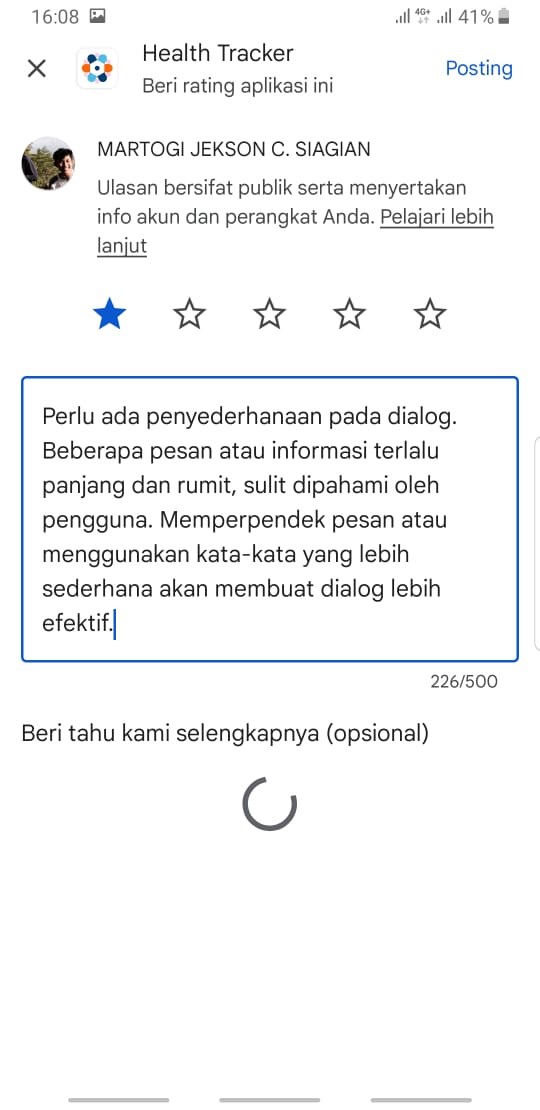 16:08
4G+
41%
Health Tracker
Beri rating aplikasi ini
Posting
MARTOGI JEKSON C. SIAGIAN
Ulasan bersifat publik serta menyertakan
info akun dan perangkat Anda. Pelajari lebih
lanjut
Perlu ada penyederhanaan pada dialog.
Beberapa pesan atau informasi terlalu
panjang dan rumit, sulit dipahami oleh
pengguna. Memperpendek pesan atau
menggunakan kata-kata yang lebih
sederhana akan membuat dialog lebih
efektif.
226/500
Beri tahu kami selengkapnya (opsional)